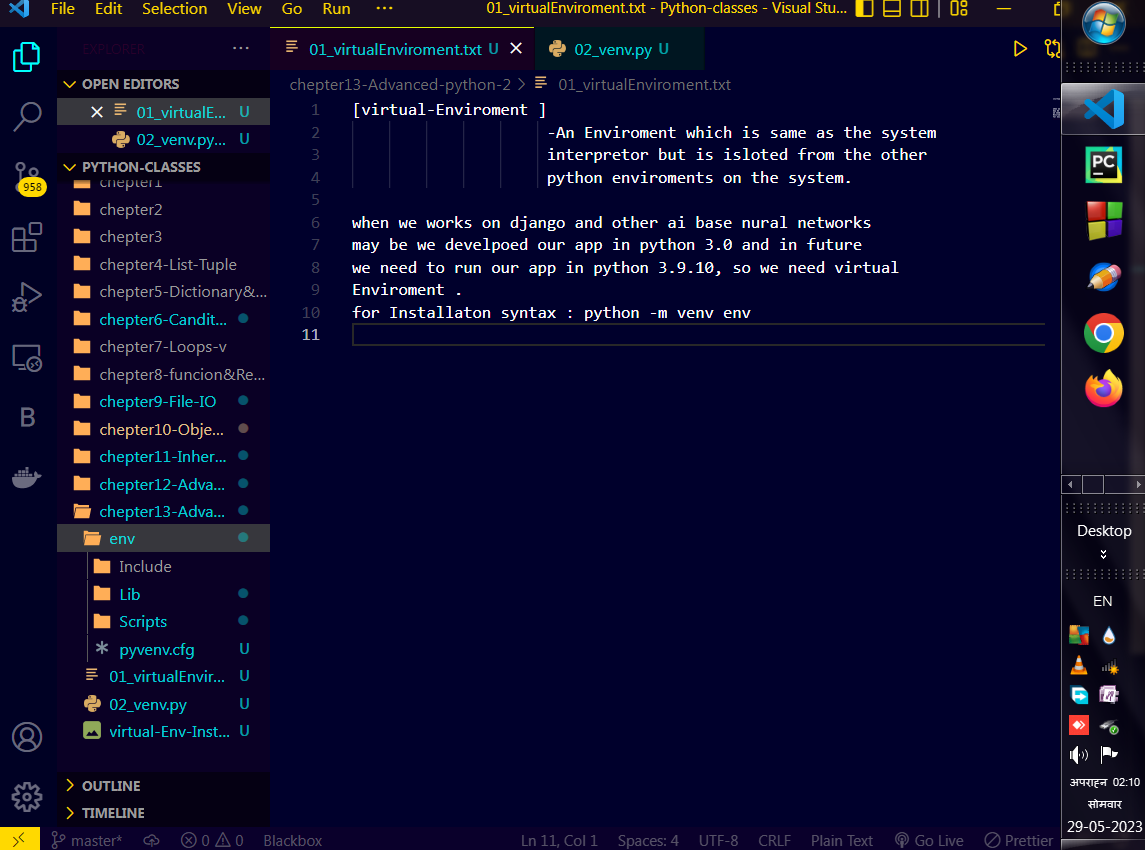 File Edit Selection View Go Run ··· 01_virtualEnviroment.txt - Python-classes - Visual Stu...
EXPLORER ···
01_virtualEnviroment.txt U
02_venv.py U
OPEN EDITORS
01_virtualE... U
02_venv.py... U
PYTHON-CLASSES
chepter1
chepter2
chepter3
chepter4-List-Tuple
chepter5-Dictionary&...
chepter6-Candit...
chepter7-Loops-v
chepter8-funcion&Re...
chepter9-File-IO
chepter10-Obje...
chepter11-Inher...
chepter12-Adva...
chepter13-Adva...
env
Include
Lib
Scripts
pyvenv.cfg U
01_virtualEnvir... U
02_venv.py U
virtual-Env-Inst... U
OUTLINE
TIMELINE
958
B
chepter13-Advanced-python-2 > 01_virtualEnviroment.txt
1 [virtual-Enviroment ]
2 -An Enviroment which is same as the system
3 interpretor but is isloted from the other
4 python enviroments on the system.
5
6 when we works on django and other ai base nural networks
7 may be we develpoed our app in python 3.0 and in future
8 we need to run our app in python 3.9.10, so we need virtual
9 Enviroment .
10 for Installaton syntax : python -m venv env
11
master* 0 0 Blackbox Ln 11, Col 1 Spaces: 4 UTF-8 CRLF Plain Text Go Live Prettier
PC
Desktop
EN
अपराह्न 02:10
सोमवार
29-05-2023